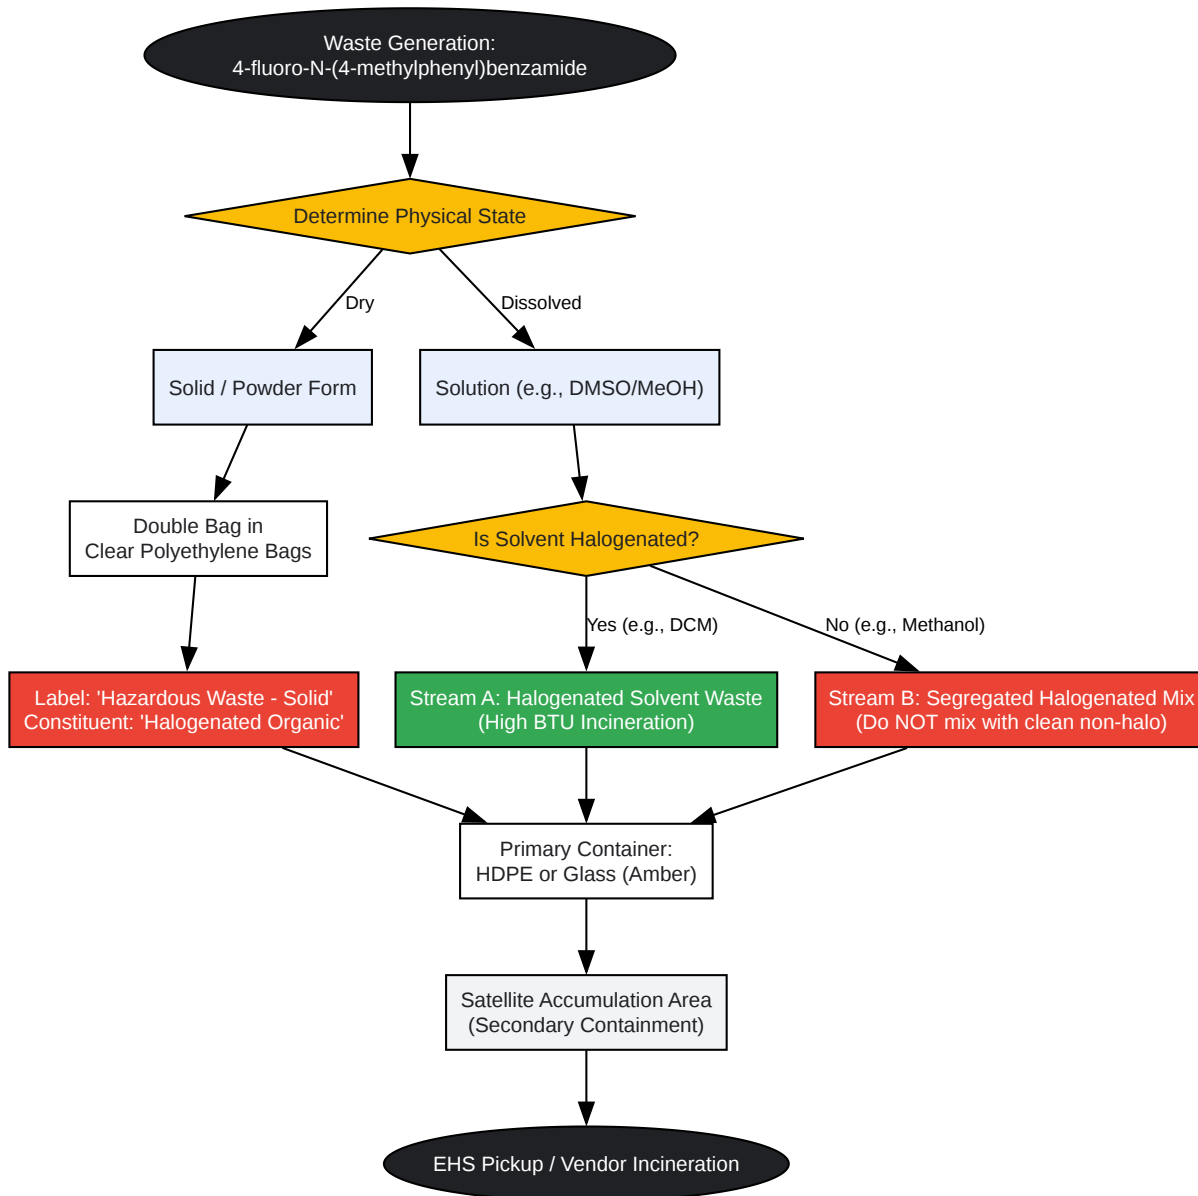 Waste Generation:
4-fluoro-N-(4-methylphenyl)benzamide
Determine Physical State
Dry
Dissolved
Solid / Powder Form
Solution (e.g., DMSO/MeOH)
Double Bag in
Clear Polyethylene Bags
Is Solvent Halogenated?
Yes (e.g., DCM)
No (e.g., Methanol)
Label: 'Hazardous Waste - Solid'
Constituent: 'Halogenated Organic'
Stream A: Halogenated Solvent Waste
(High BTU Incineration)
Stream B: Segregated Halogenated Mix
(Do NOT mix with clean non-halo)
Primary Container:
HDPE or Glass (Amber)
Satellite Accumulation Area
(Secondary Containment)
EHS Pickup / Vendor Incineration